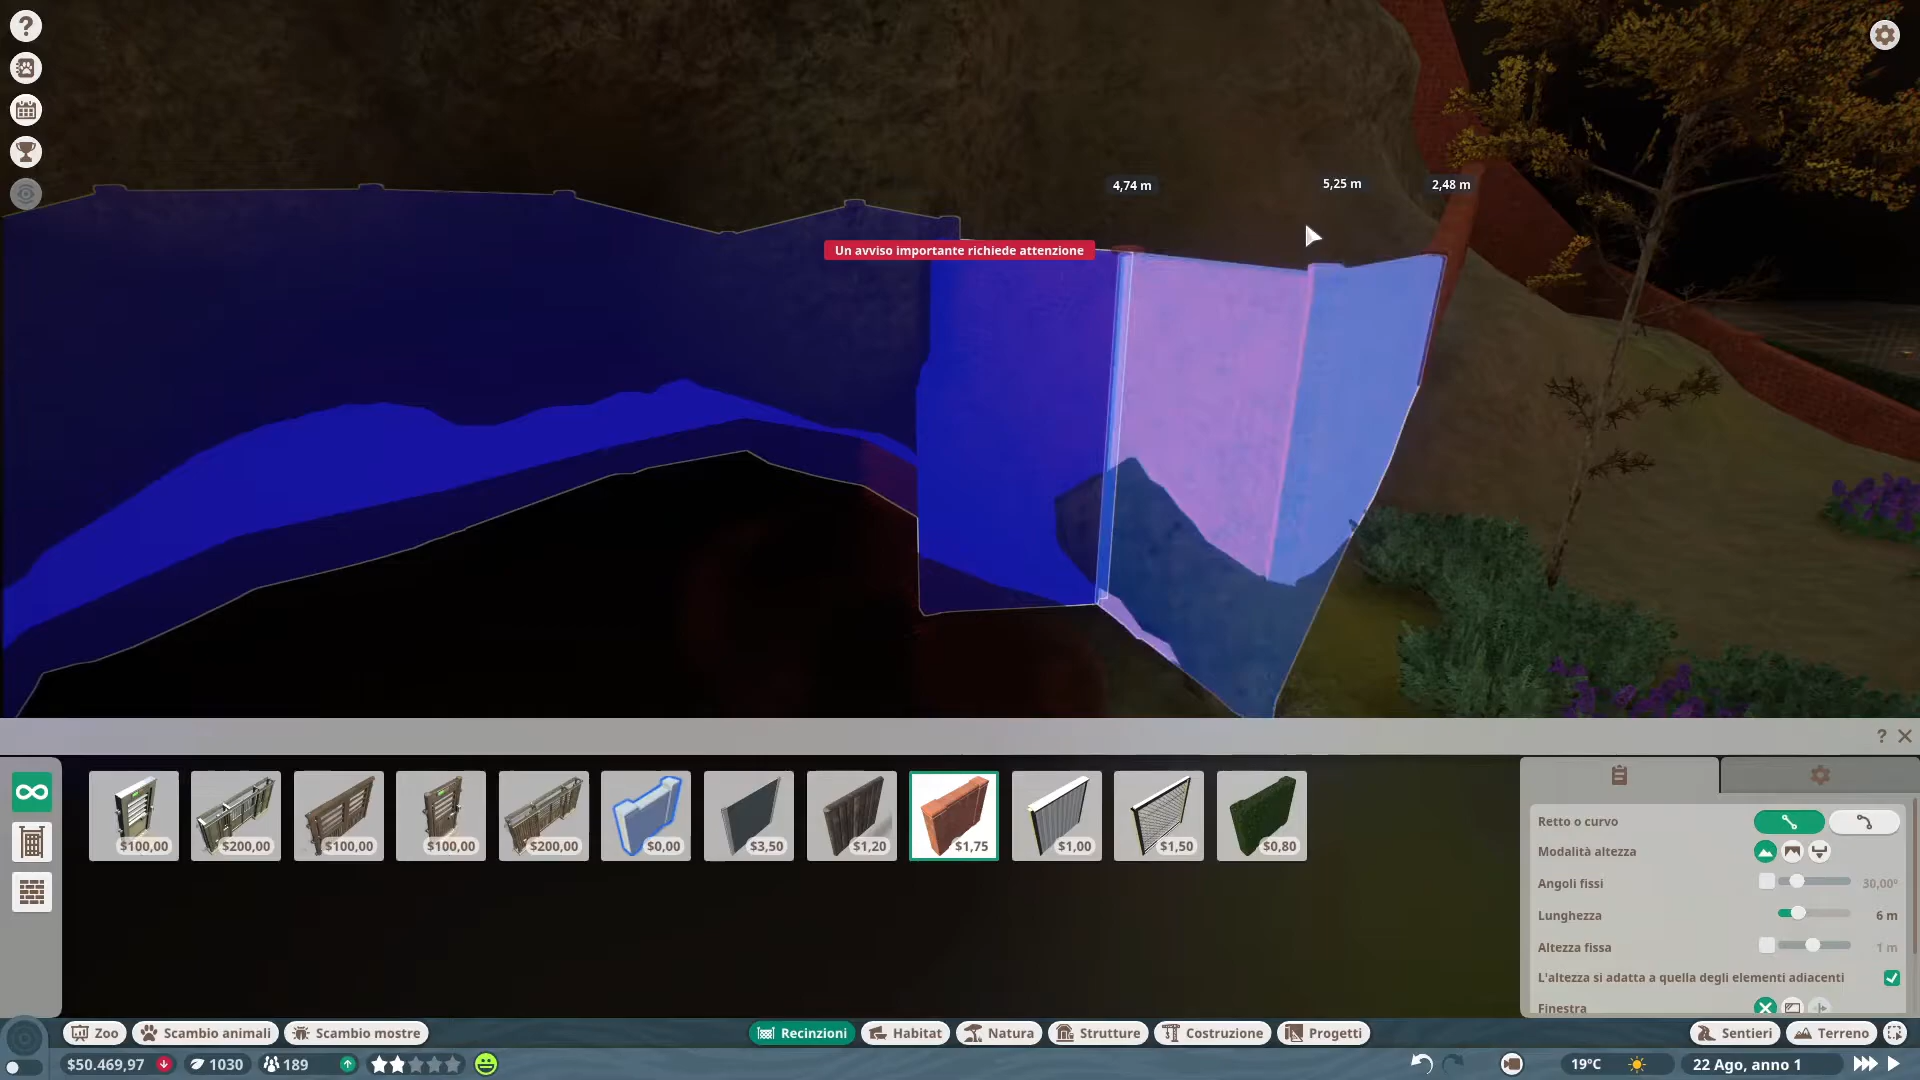 4,74 m
5,25 m
2,48 m
Un avviso importante richiede attenzione
?
?
$100,00
$200,00
$100,00
$100,00
$200,00
$0,00
$3,50
$1,20
$1,75
$1,00
$1,50
$0,80
Retto o curvo
Modalità altezza
Angoli fissi
30,00°
Lunghezza
6 m
Altezza fissa
1 m
L'altezza si adatta a quella degli elementi adiacenti
Finestra
Zoo
Scambio animali
Scambio mostre
Recinzioni
Habitat
Natura
Strutture
Costruzione
Progetti
Sentieri
Terreno
$50.469,97
1030
189
19°C
22 Ago, anno 1